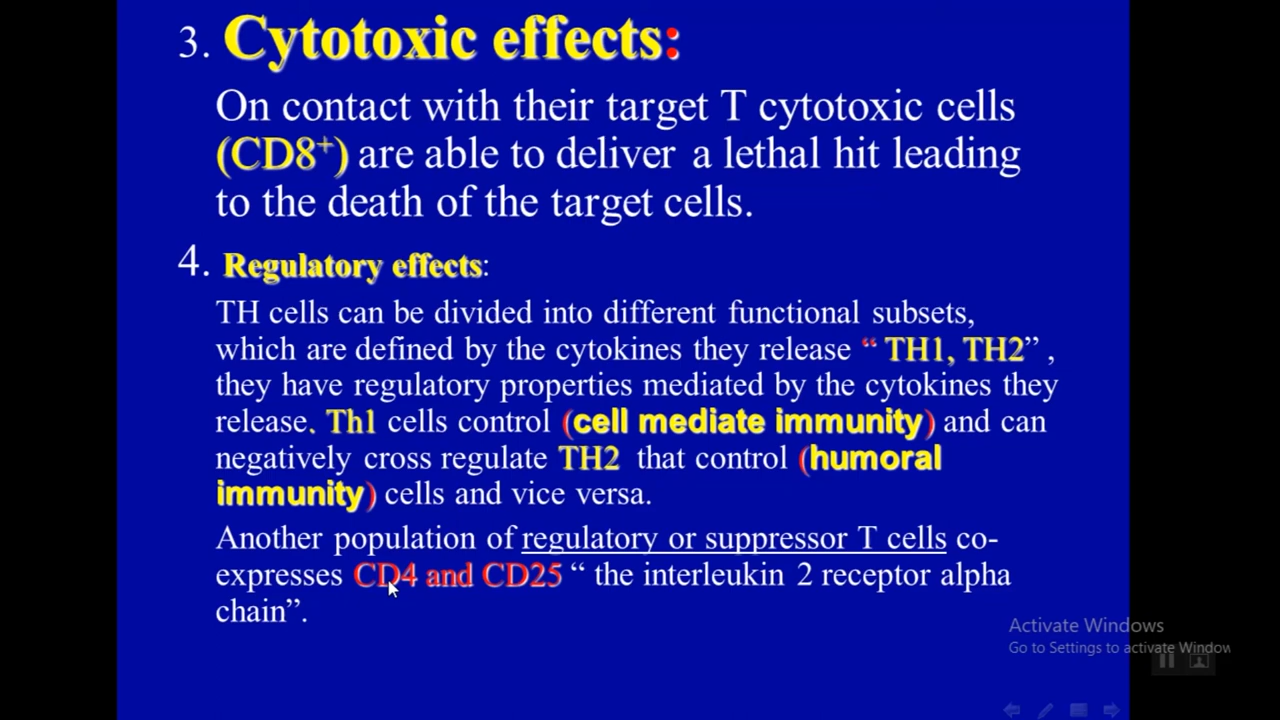 3. Cytotoxic effects:
On contact with their target T cytotoxic cells
(CD8+) are able to deliver a lethal hit leading
to the death of the target cells.
4. Regulatory effects:
TH cells can be divided into different functional subsets,
which are defined by the cytokines they release “ TH1, TH2” ,
they have regulatory properties mediated by the cytokines they
release. Th1 cells control (cell mediate immunity) and can
negatively cross regulate TH2 that control (humoral
immunity) cells and vice versa.
Another population of regulatory or suppressor T cells co-
expresses CD4 and CD25 “ the interleukin 2 receptor alpha
chain”.
Activate Windows
Go to Settings to activate Window